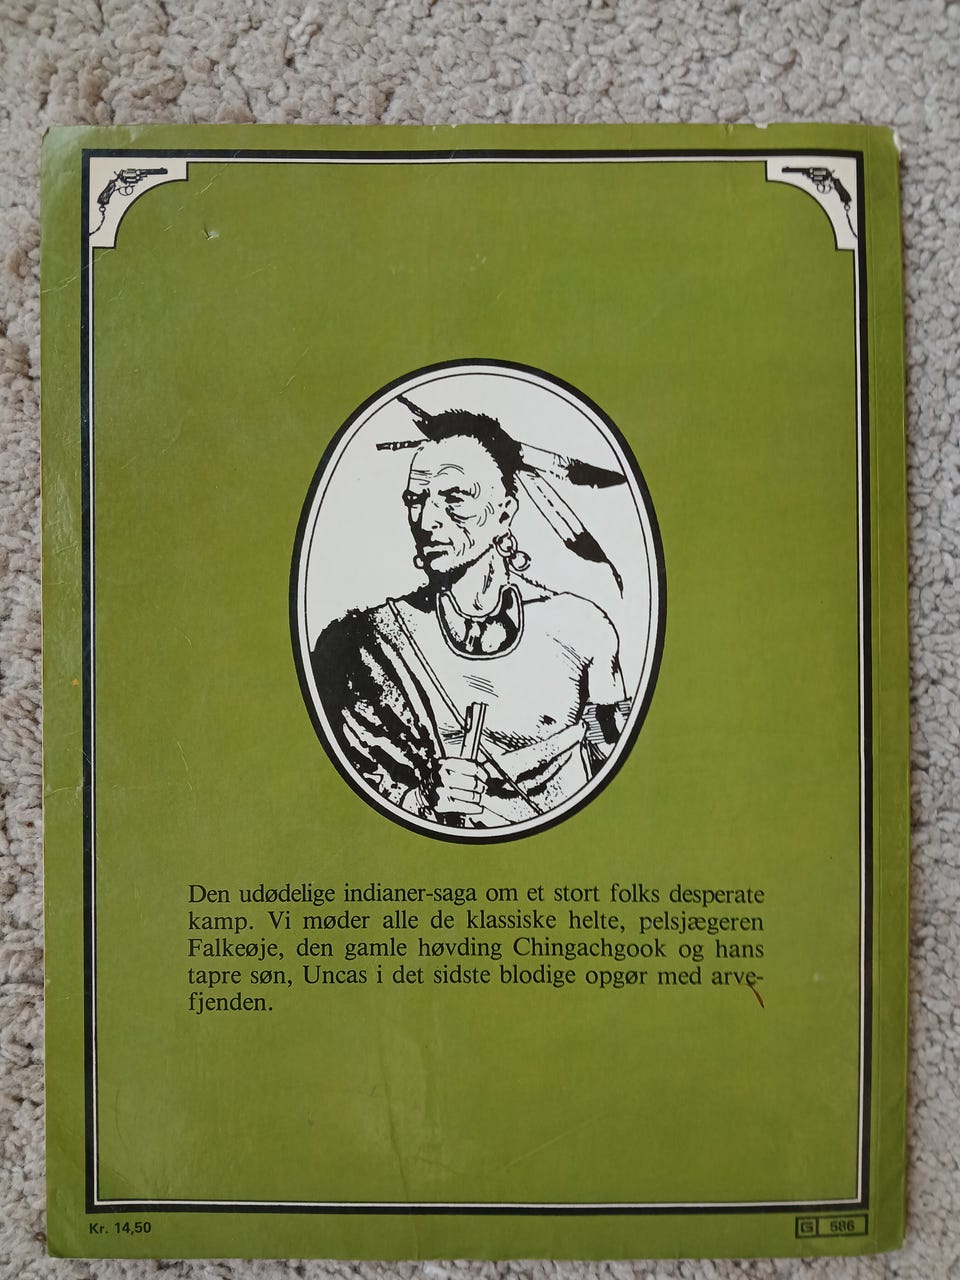 Den udødelige indianer-saga om et stort folks desperate
kamp. Vi møder alle de klassiske helte, pelsjægeren
Falkeøje, den gamle høvding Chingachgook og hans
tapre søn, Uncas i det sidste blodige opgør med arve-
fjenden.
Kr. 14,50
G 586